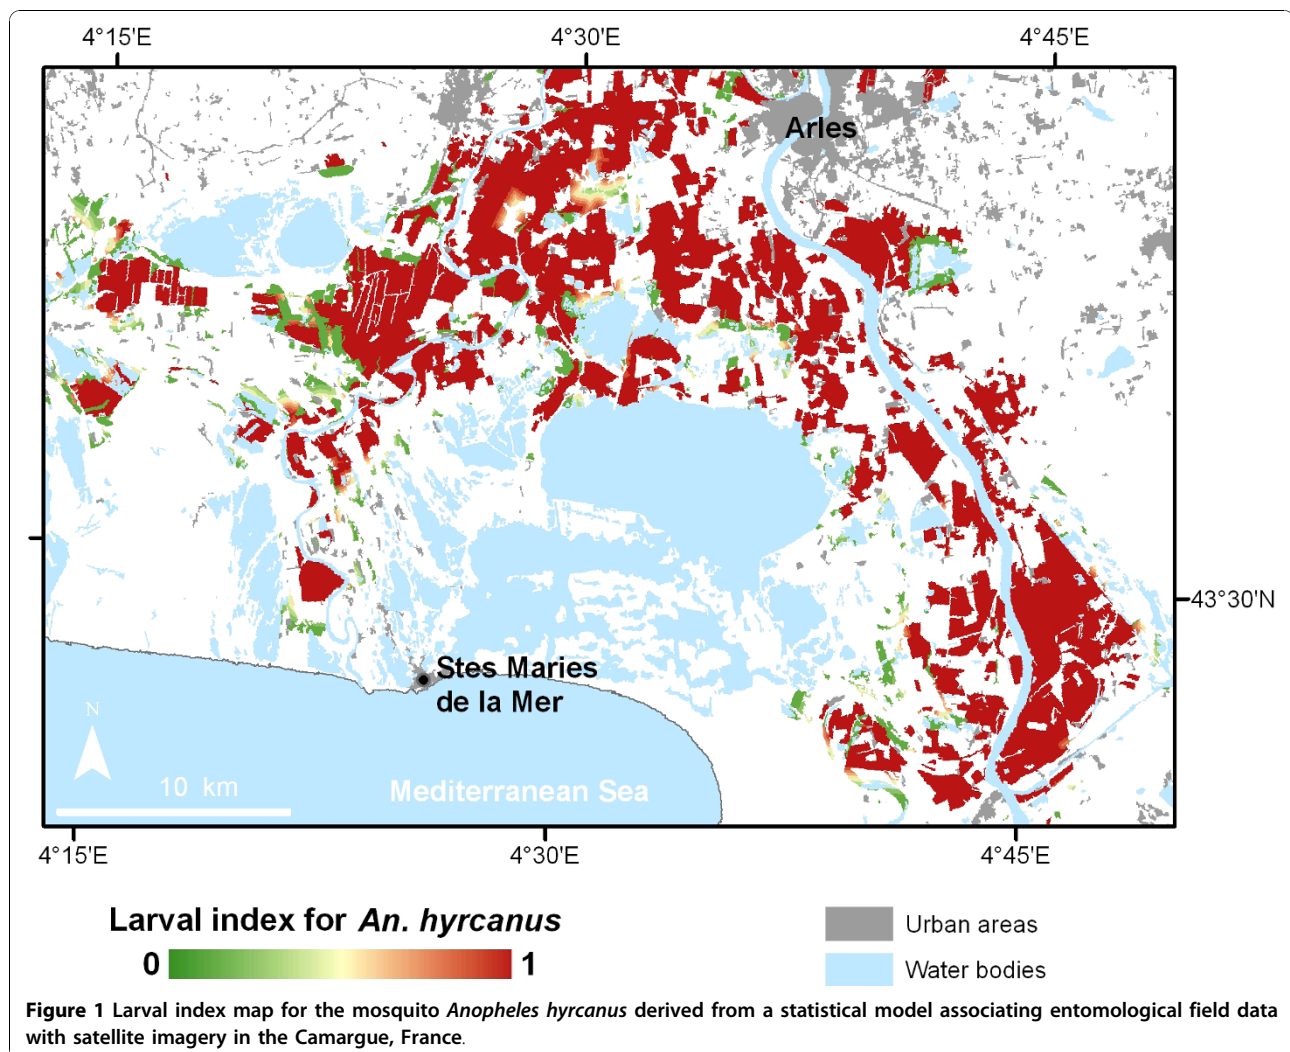 4°15'E 4°30'E 4°45'E
Arles
43°30'N
Stes Maries
de la Mer
N
10 km
Mediterranean Sea
4°15'E 4°30'E 4°45'E
Larval index for An. hyrcanus
0 1
Urban areas
Water bodies
Figure 1 Larval index map for the mosquito Anopheles hyrcanus derived from a statistical model associating entomological field data
with satellite imagery in the Camargue, France.